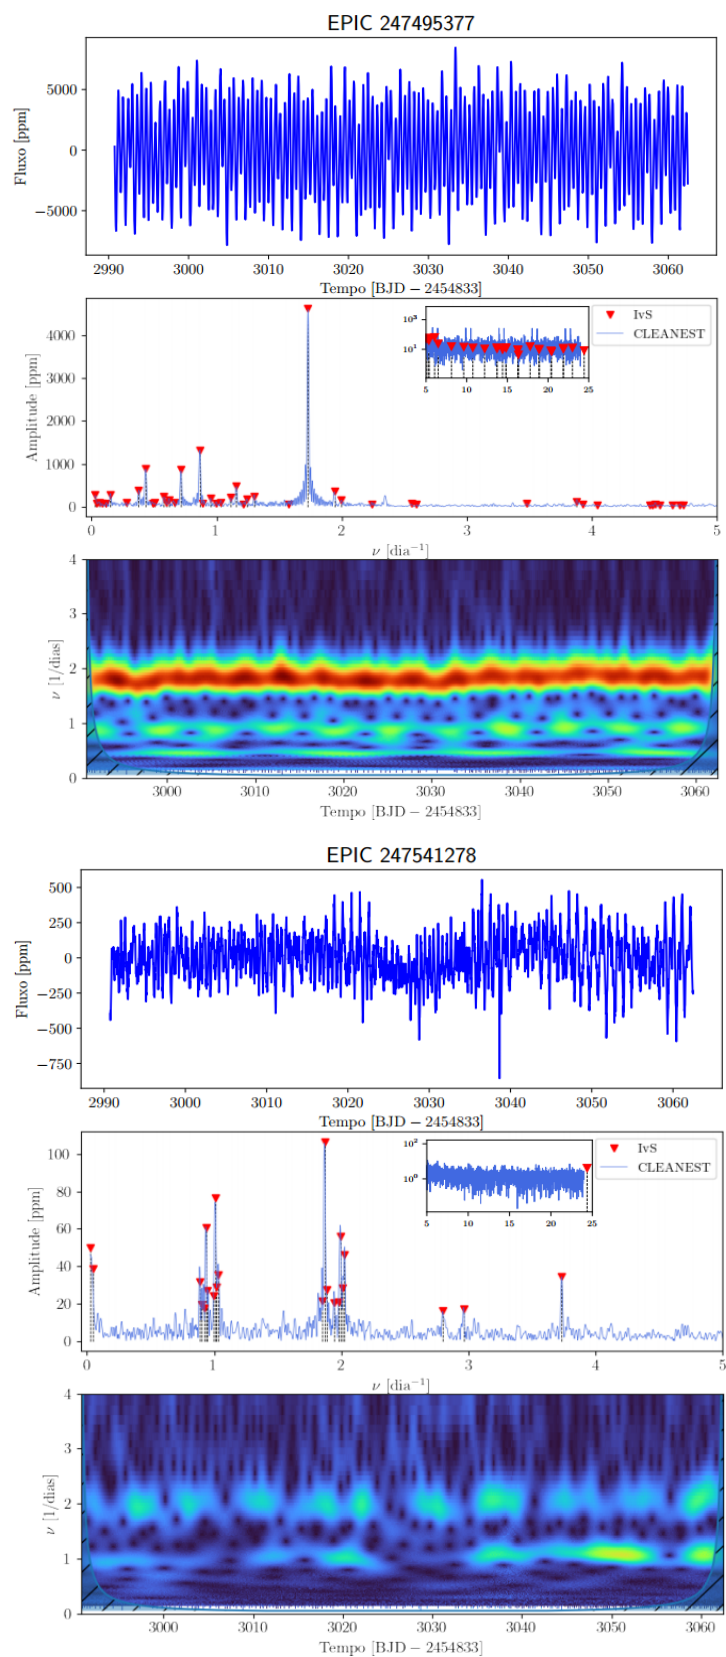 EPIC 247495377
5000
0
−5000
Fluxo [ppm]
2990 3000 3010 3020 3030 3040 3050 3060
Tempo [BJD − 2454833]
4000
3000
2000
1000
0
Amplitude [ppm]
10³
10¹
5 10 15 20 25
IvS
CLEANEST
0 1 2 3 4 5
ν [dia⁻¹]
4
3
2
1
0
ν [1/dias]
3000 3010 3020 3030 3040 3050 3060
Tempo [BJD − 2454833]
EPIC 247541278
500
250
0
−250
−500
−750
Fluxo [ppm]
2990 3000 3010 3020 3030 3040 3050 3060
Tempo [BJD − 2454833]
100
80
60
40
20
0
Amplitude [ppm]
10²
10⁰
5 10 15 20 25
IvS
CLEANEST
0 1 2 3 4 5
ν [dia⁻¹]
4
3
2
1
0
ν [1/dias]
3000 3010 3020 3030 3040 3050 3060
Tempo [BJD − 2454833]